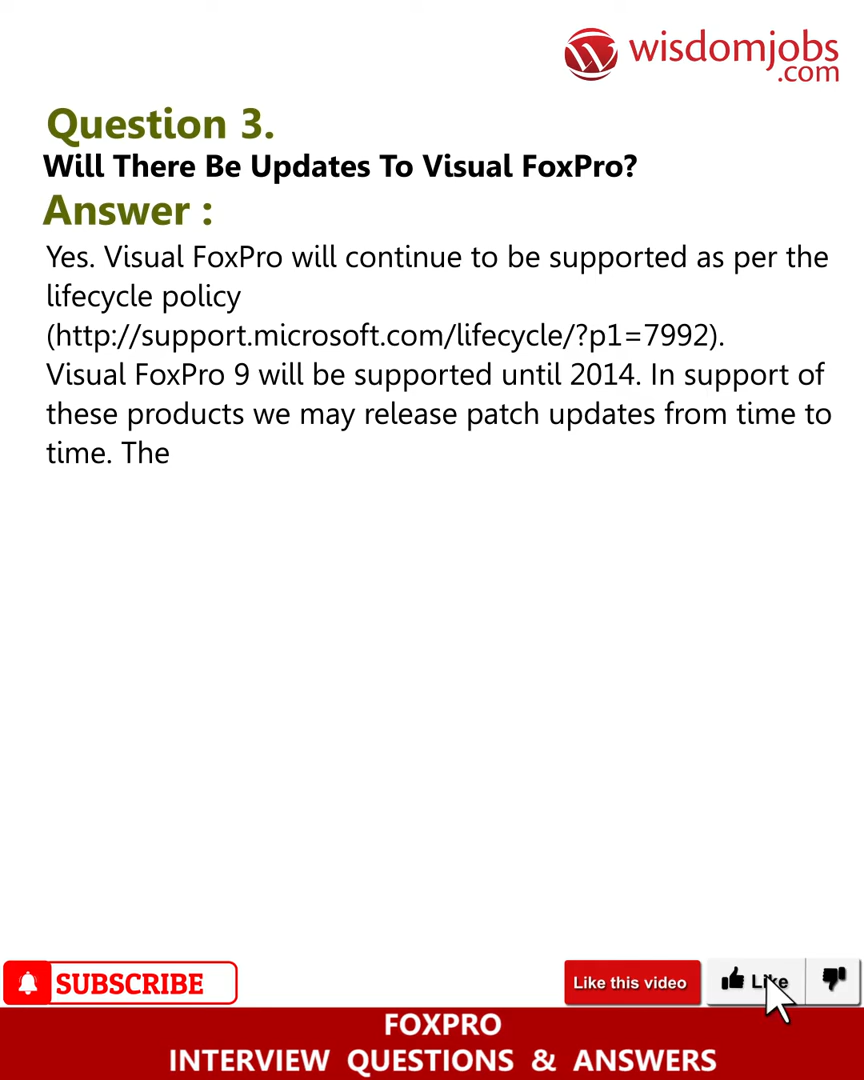 wisdomjobs
.com
Question 3.
Will There Be Updates To Visual FoxPro?
Answer :
Yes. Visual FoxPro will continue to be supported as per the
lifecycle policy
(http://support.microsoft.com/lifecycle/?p1=7992).
Visual FoxPro 9 will be supported until 2014. In support of
these products we may release patch updates from time to
time. The
SUBSCRIBE
Like this video
Like
FOXPRO
INTERVIEW QUESTIONS & ANSWERS